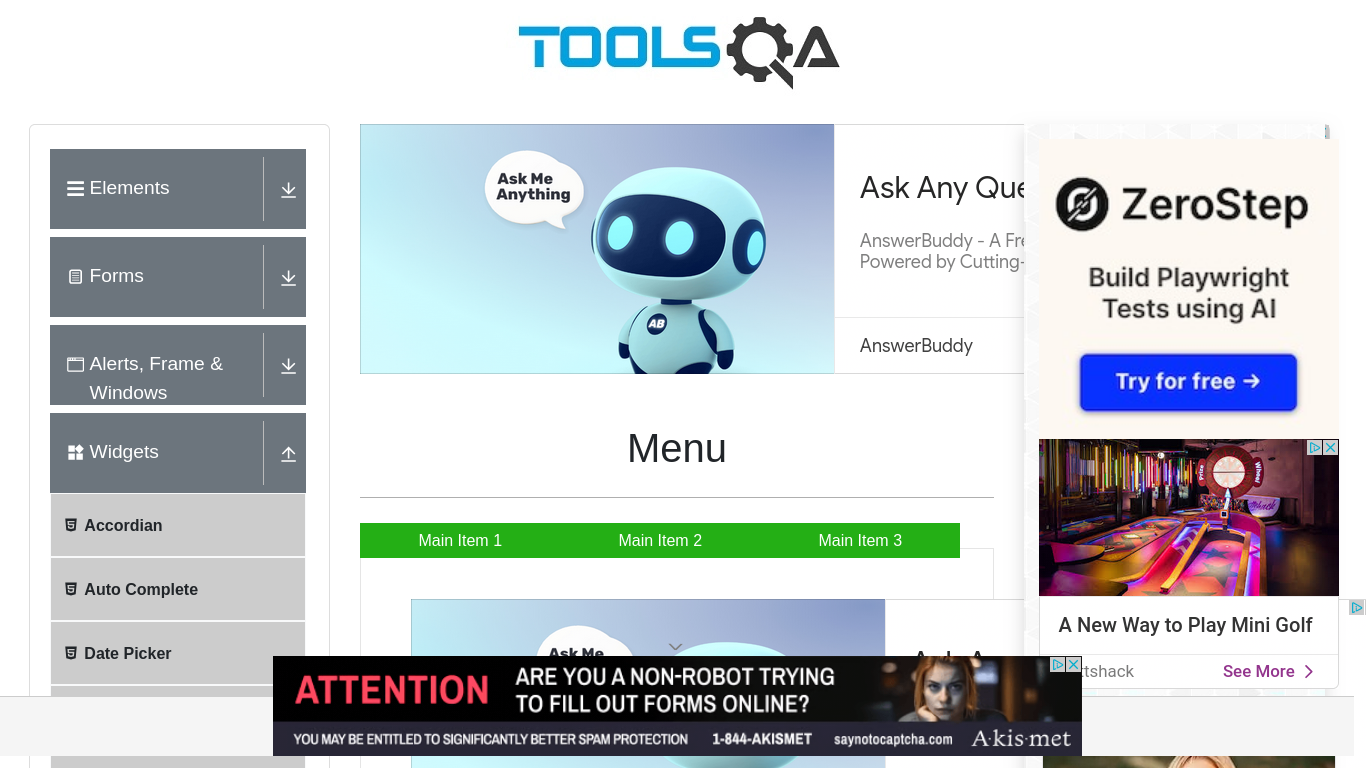 TOOLSQA
Elements
Forms
Alerts, Frame &
Windows
Widgets
Accordian
Auto Complete
Date Picker
Ask Me
Anything
AB
Ask Any Que
AnswerBuddy - A Fre
Powered by Cutting-
AnswerBuddy
Menu
Main Item 1
Main Item 2
Main Item 3
Ask Me
ZeroStep
Build Playwright
Tests using AI
Try for free →
A New Way to Play Mini Golf
ttshack
See More
ATTENTION
ARE YOU A NON-ROBOT TRYING
TO FILL OUT FORMS ONLINE?
YOU MAY BE ENTITLED TO SIGNIFICANTLY BETTER SPAM PROTECTION
1-844-AKISMET
saynotocaptcha.com
A·kis·met